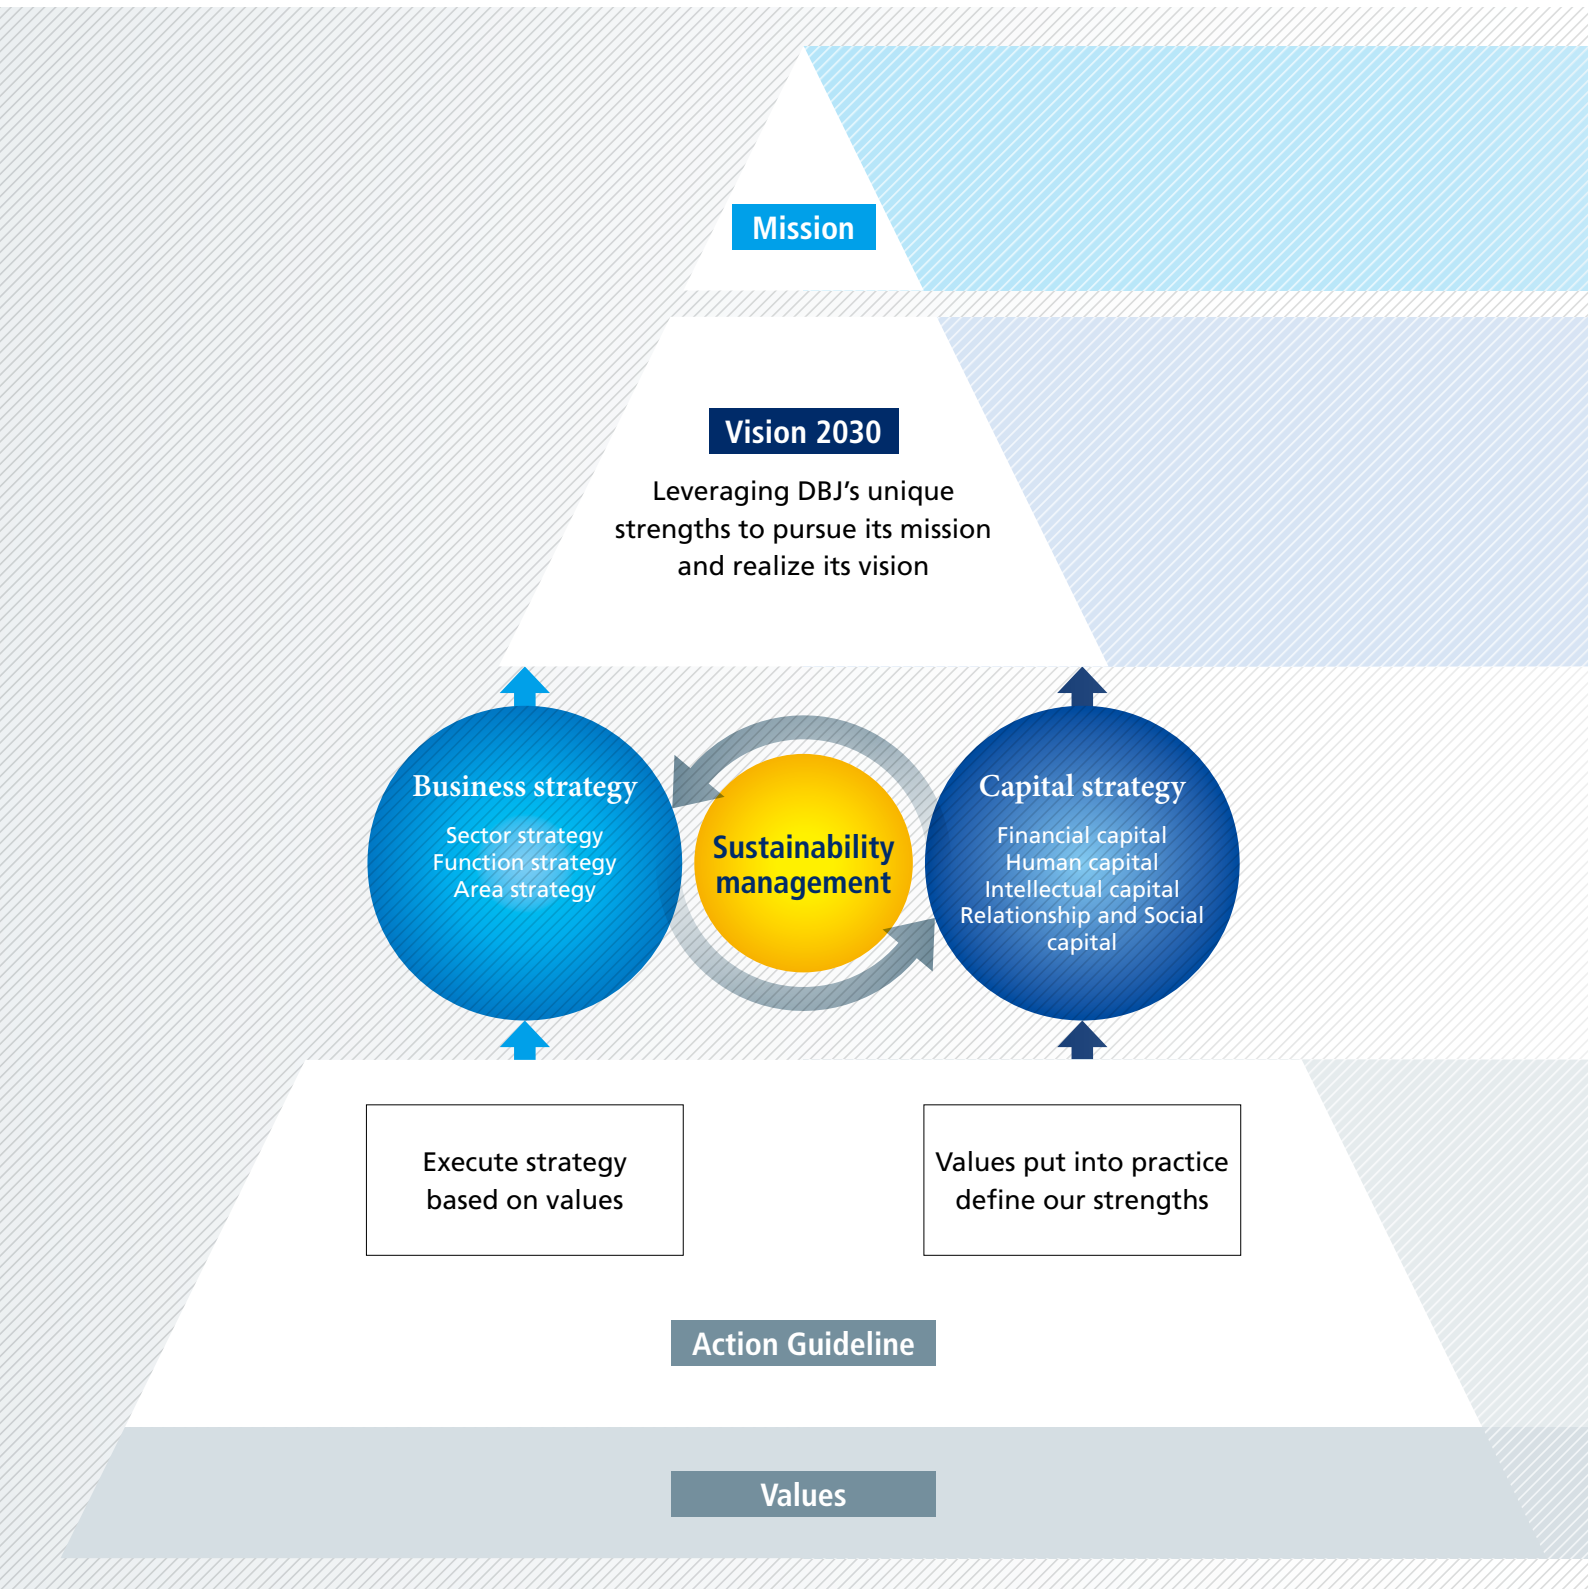 Mission
Vision 2030
Leveraging DBJ's unique
strengths to pursue its mission
and realize its vision
Business strategy
Sector strategy
Function strategy
Area strategy
Sustainability
management
Capital strategy
Financial capital
Human capital
Intellectual capital
Relationship and Social
capital
Execute strategy
based on values
Values put into practice
define our strengths
Action Guideline
Values